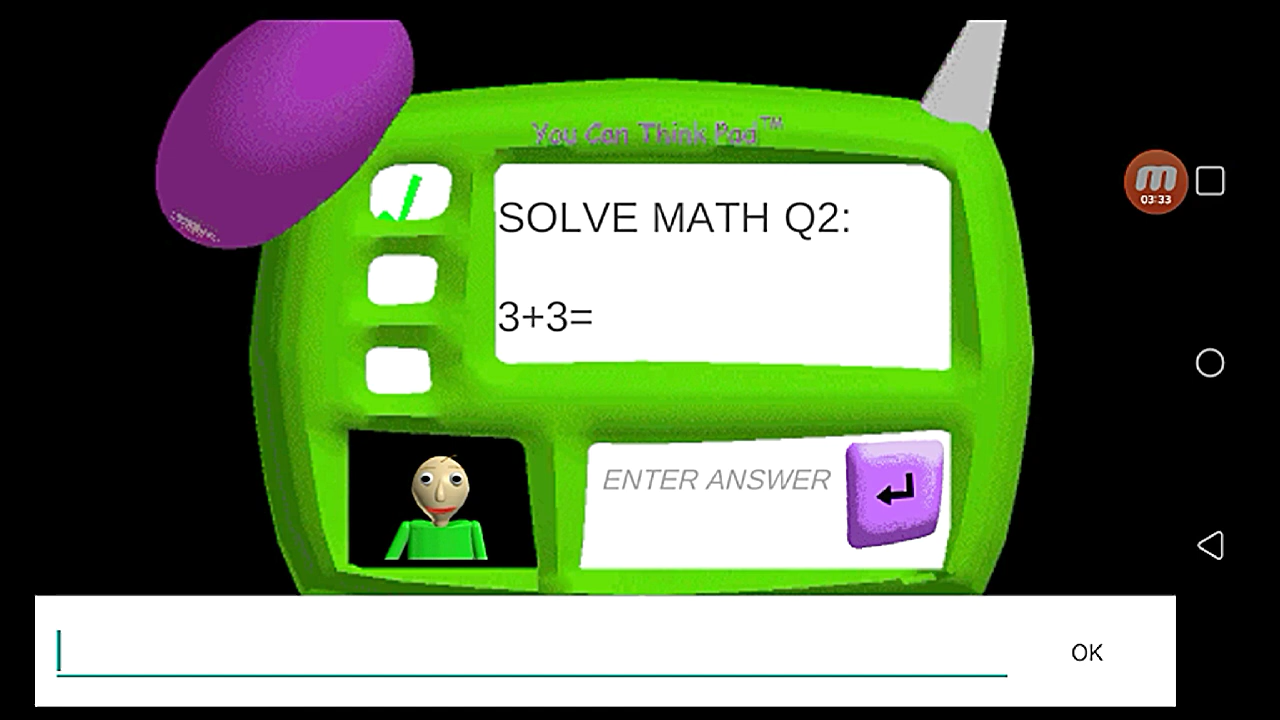 You Can Think Pad™
SOLVE MATH Q2:
3+3=
03:33
ENTER ANSWER
OK